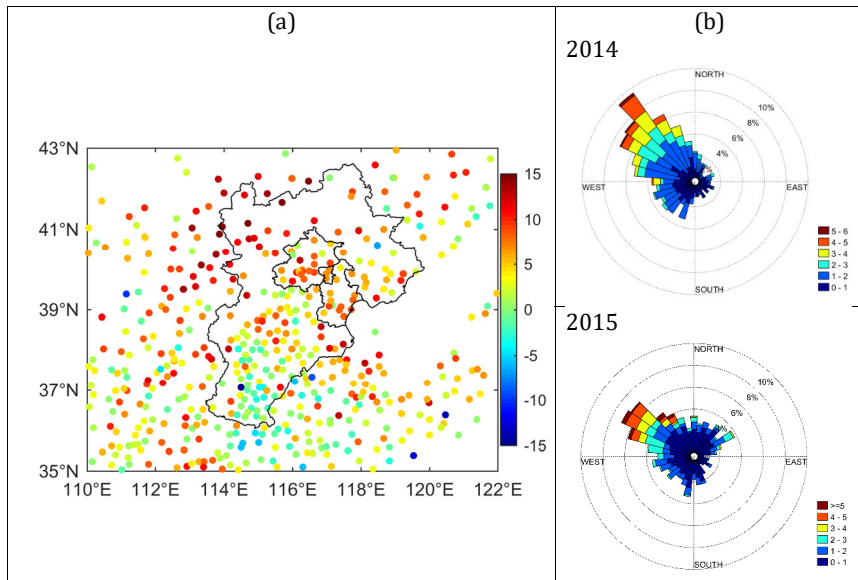 (a)
(b)
43°N
41°N
39°N
37°N
35°N
110°E
112°E
114°E
116°E
118°E
120°E
122°E
15
10
5
0
-5
-10
-15
2014
NORTH
10%
8%
6%
4%
WEST
EAST
SOUTH
5 - 6
4 - 5
3 - 4
2 - 3
1 - 2
0 - 1
2015
NORTH
10%
8%
6%
WEST
EAST
SOUTH
>=5
4 - 5
3 - 4
2 - 3
1 - 2
0 - 1